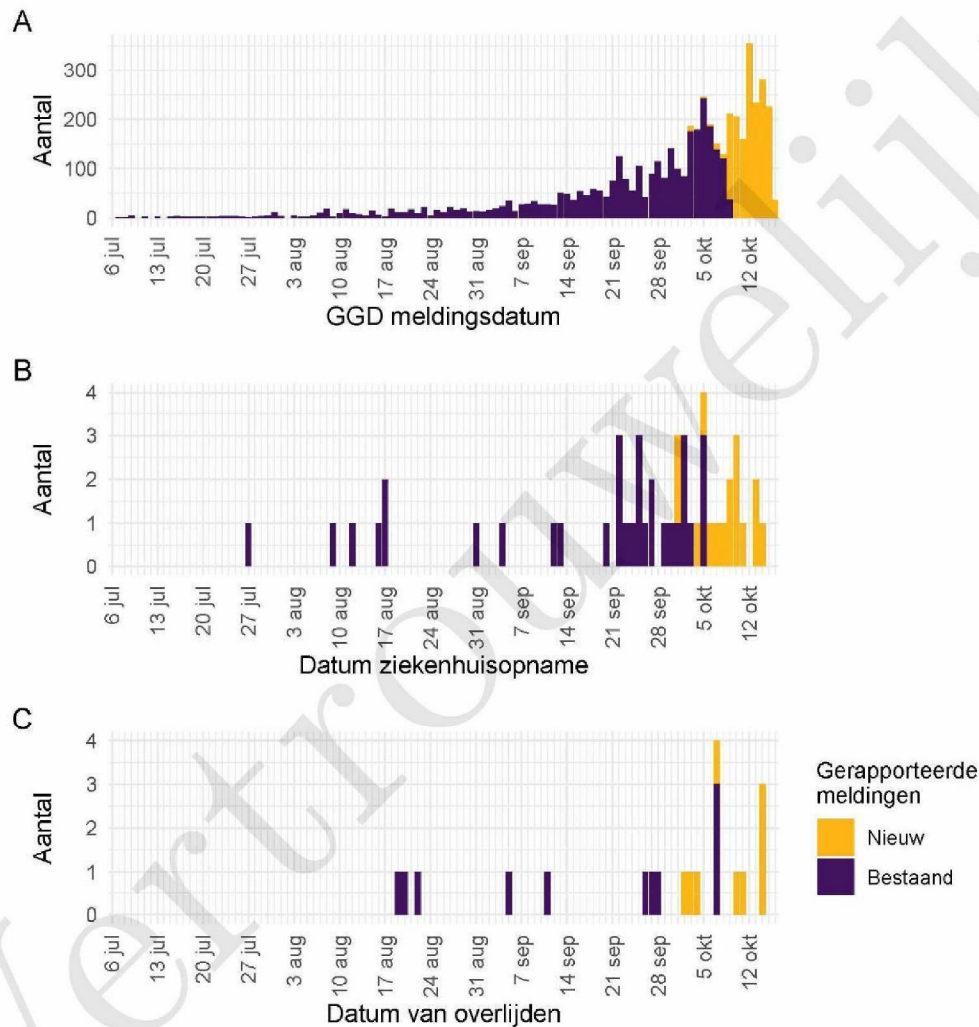 A
Aantal
300
200
100
0
6 jul
13 jul
20 jul
27 jul
3 aug
10 aug
17 aug
24 aug
31 aug
7 sep
14 sep
21 sep
28 sep
5 okt
12 okt
GGD meldingsdatum
B
Aantal
4
3
2
1
0
6 jul
13 jul
20 jul
27 jul
3 aug
10 aug
17 aug
24 aug
31 aug
7 sep
14 sep
21 sep
28 sep
5 okt
12 okt
Datum ziekenhuisopname
C
Aantal
4
3
2
1
0
6 jul
13 jul
20 jul
27 jul
3 aug
10 aug
17 aug
24 aug
31 aug
7 sep
14 sep
21 sep
28 sep
5 okt
12 okt
Datum van overlijden
Gerapporteerde
meldingen
Nieuw
Bestaand
Vertrouwelij